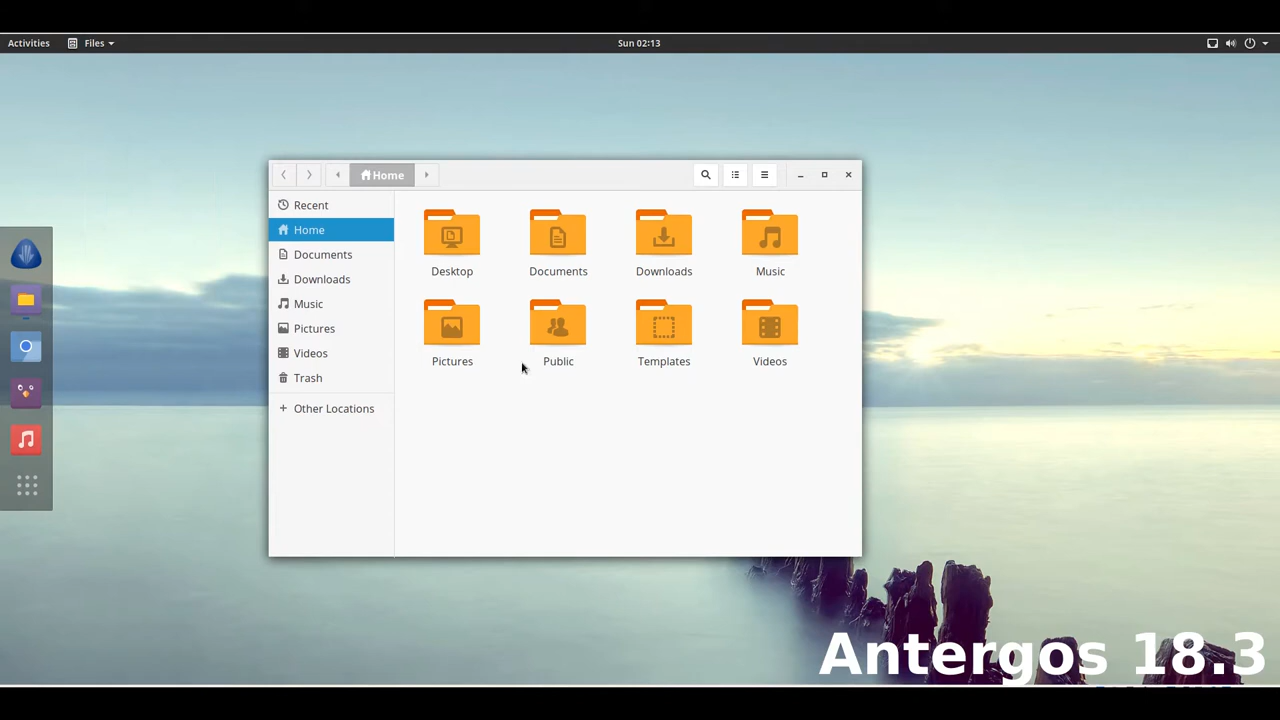 Activities
Files
Sun 02:13
Home
Recent
Home
Documents
Downloads
Music
Pictures
Videos
Trash
Other Locations
Desktop
Documents
Downloads
Music
Pictures
Public
Templates
Videos
Antergos 18.3